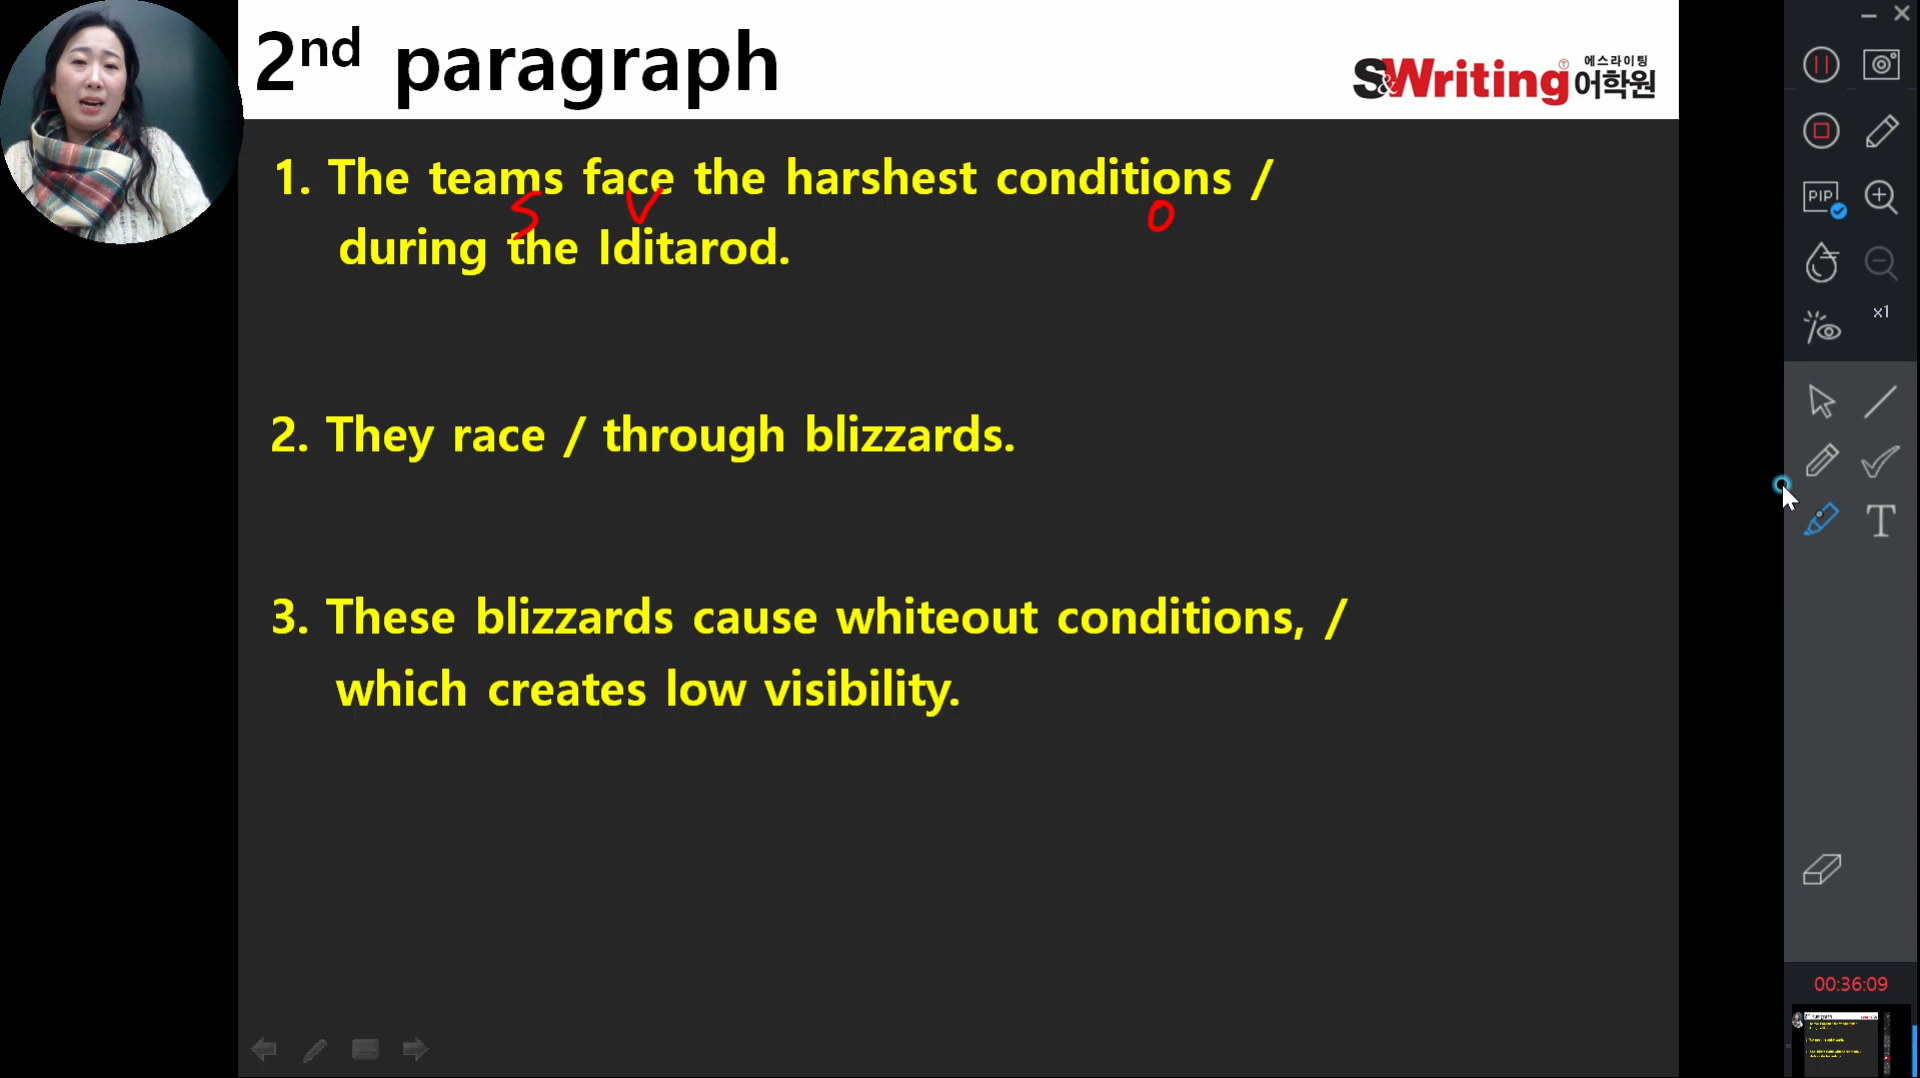 2nd paragraph
S&Writing 에스라이팅 어학원
1. The teams face the harshest conditions /
S V O
during the Iditarod.
2. They race / through blizzards.
3. These blizzards cause whiteout conditions, /
which creates low visibility.
PIP
x1
T
00:36:09